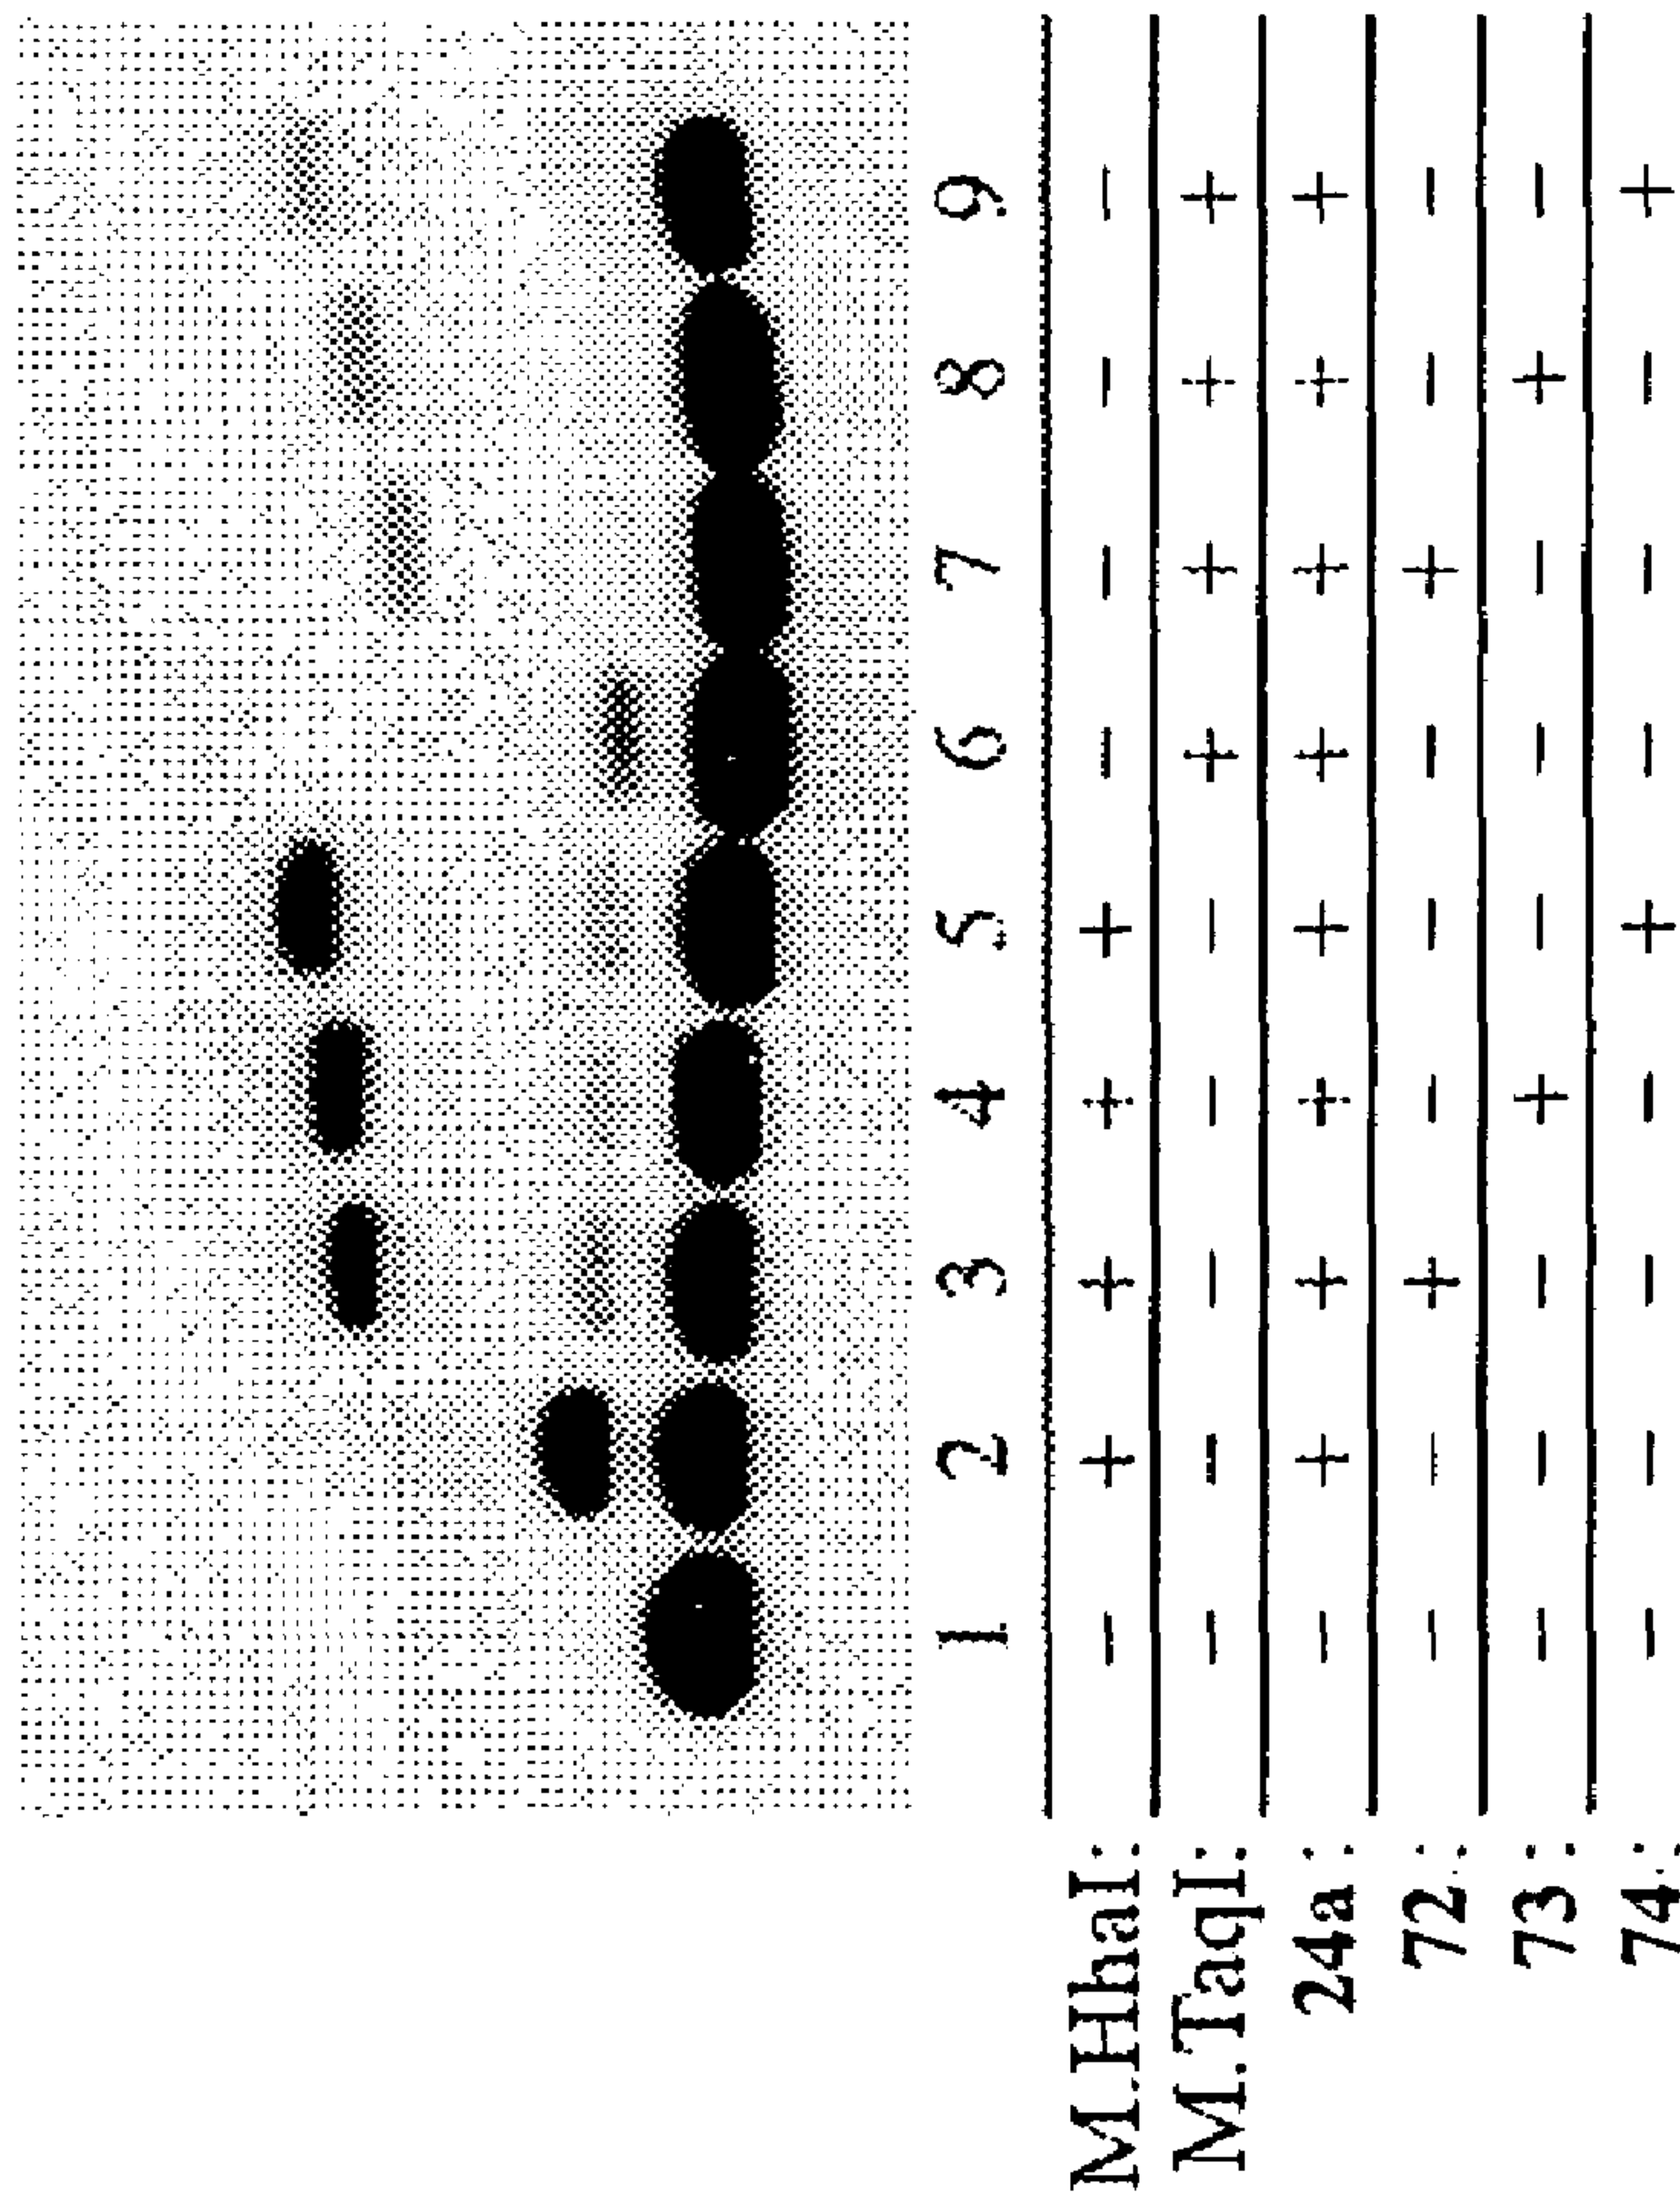 1 2 3 4 5 6 7 8 9
M.HhaI: − + + + + − − − −
M.TaqI: − − − − − + + + +
24a: − + + + + + + + +
72: − − + − − − + − −
73: − − − + − − − + −
74: − − − − + − − − +